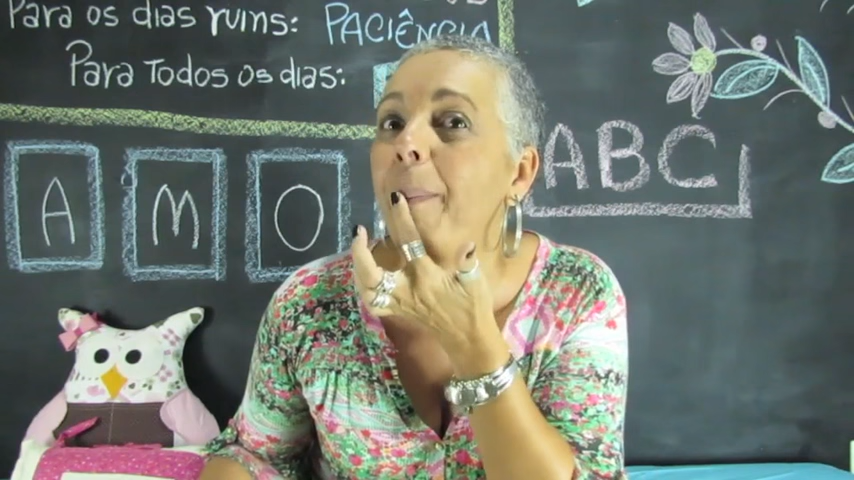 Para os dias ruins: PACIÊNCIA
Para Todos os dias:
A M O
ABC